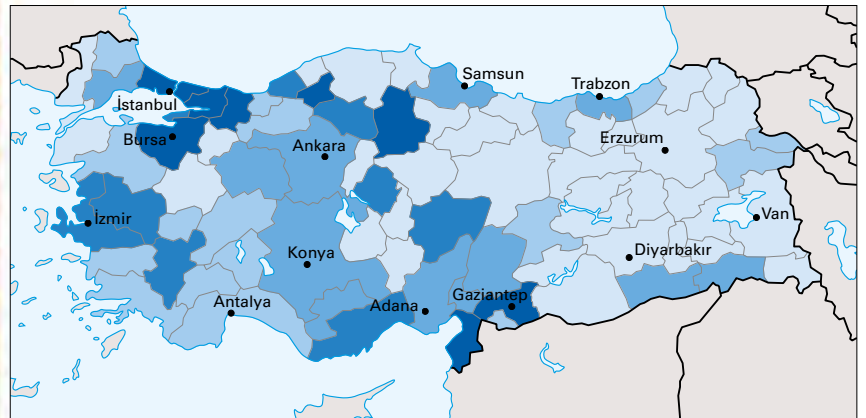 Samsun
Trabzon
İstanbul
Bursa
Ankara
Erzurum
İzmir
Van
Konya
Diyarbakır
Antalya
Adana
Gaziantep